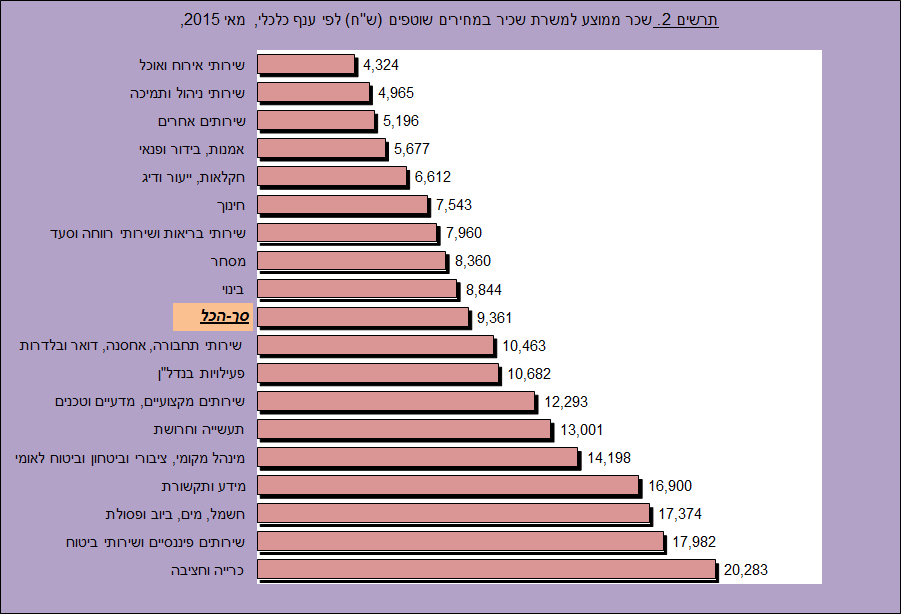 תרשים 2. שכר ממוצע למשרת שכיר במחירים שוטפים (ש"ח) לפי ענף כלכלי, מאי 2015,
שירותי אירוח ואוכל 4,324
שירותי ניהול ותמיכה 4,965
שירותים אחרים 5,196
אמנות, בידור ופנאי 5,677
חקלאות, ייעור ודיג 6,612
חינוך 7,543
שירותי בריאות ושירותי רווחה וסעד 7,960
מסחר 8,360
בינוי 8,844
סך-הכל 9,361
שירותי תחבורה, אחסנה, דואר ובלדרות 10,463
פעילויות בנדל"ן 10,682
שירותים מקצועיים, מדעיים וטכנים 12,293
תעשייה וחרושת 13,001
מינהל מקומי, ציבורי וביטחון וביטוח לאומי 14,198
מידע ותקשורת 16,900
חשמל, מים, ביוב ופסולת 17,374
שירותים פיננסיים ושירותי ביטוח 17,982
כרייה וחציבה 20,283